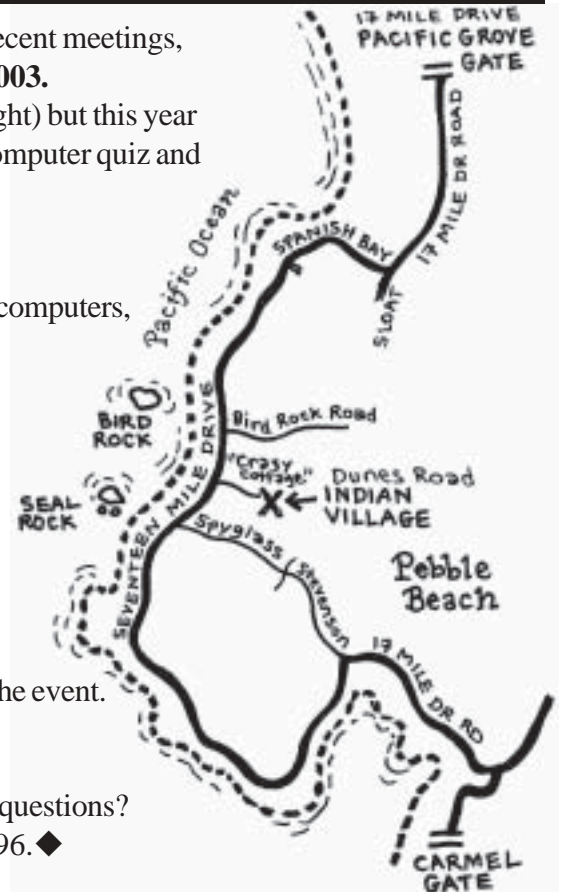 ecent meetings,
003.
ght) but this year
omputer quiz and
computers,
he event.
questions?
96.◆
17 MILE DRIVE
PACIFIC GROVE
GATE
17 MILE DR ROAD
SPANISH BAY
SLOAT
Pacific Ocean
BIRD
ROCK
Bird Rock Road
SEVENTEEN MILE DRIVE
"Crasy
Cottage"
Dunes Road
INDIAN
VILLAGE
SEAL
ROCK
Spyglass / Stevenson
Pebble
Beach
17 MILE DR RD
CARMEL
GATE